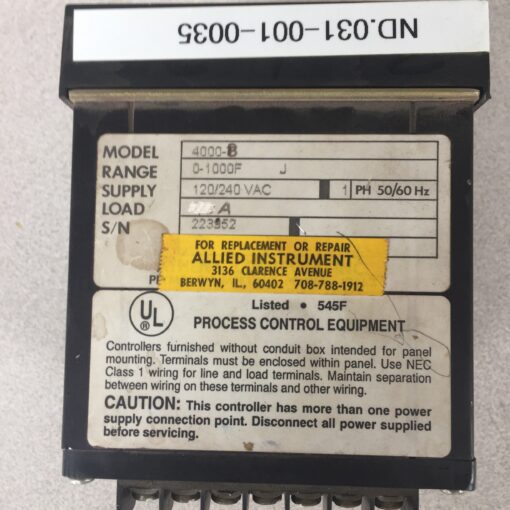 ND.031-001-0035
MODEL 4000-B
RANGE 0-1000F J
SUPPLY 120/240 VAC 1 PH 50/60 Hz
LOAD A
S/N 223952
FOR REPLACEMENT OR REPAIR
ALLIED INSTRUMENT
3136 CLARENCE AVENUE
BERWYN, IL, 60402 708-788-1912
UL
Listed • 545F
PROCESS CONTROL EQUIPMENT
Controllers furnished without conduit box intended for panel
mounting. Terminals must be enclosed within panel. Use NEC
Class 1 wiring for line and load terminals. Maintain separation
between wiring on these terminals and other wiring.
CAUTION: This controller has more than one power
supply connection point. Disconnect all power supplied
before servicing.